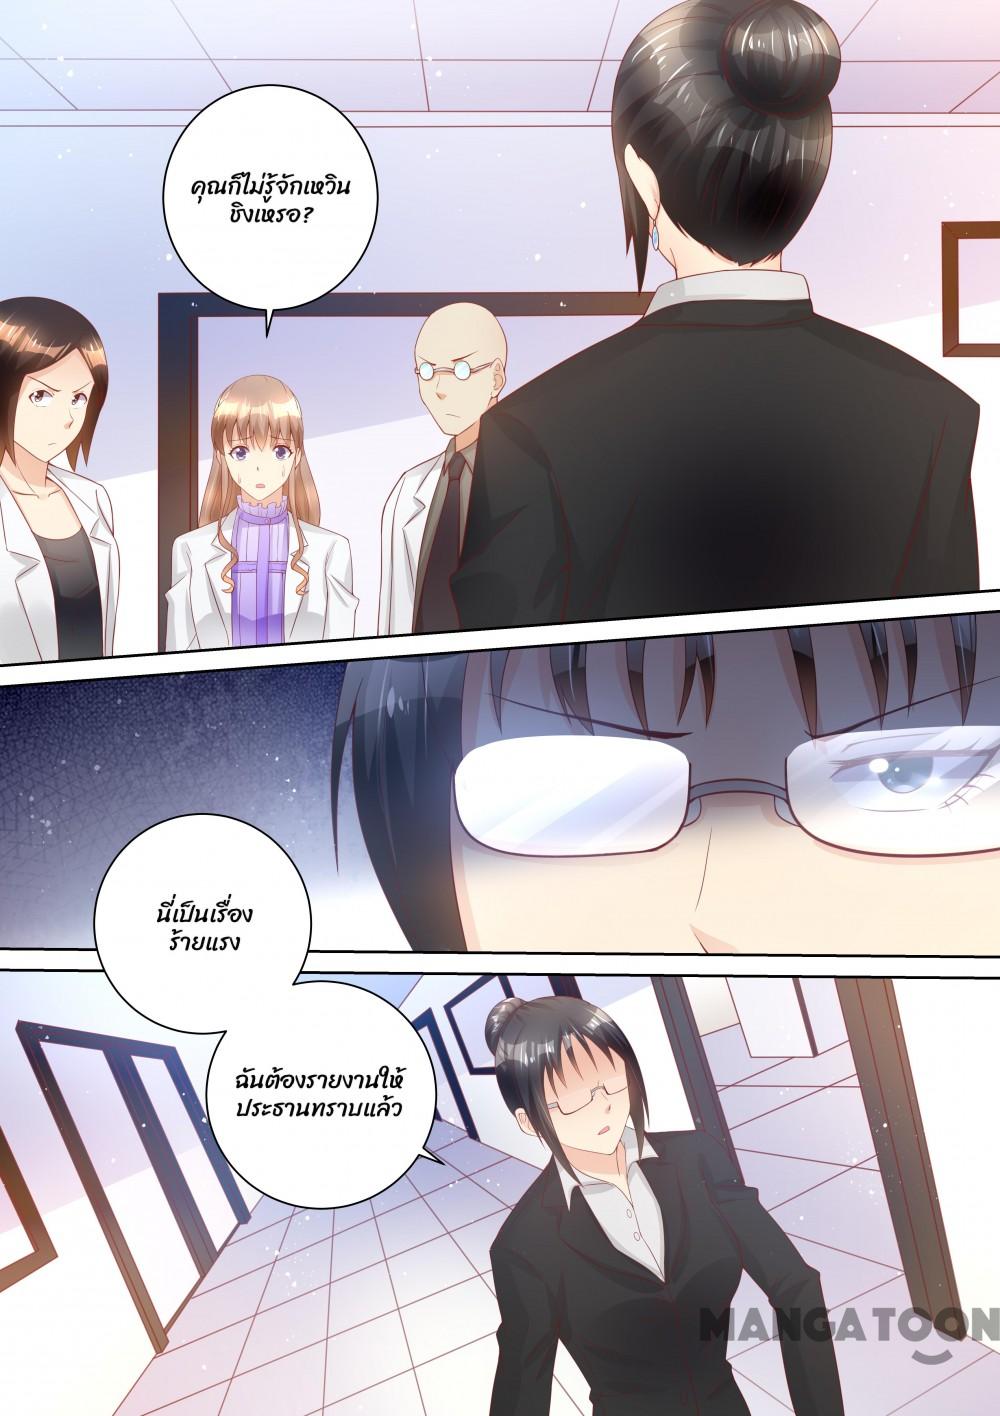 คุณก็ไม่รู้จักเหวิน
ชิงเหรอ?
นี่เป็นเรื่อง
ร้ายแรง
ฉันต้องรายงานให้
ประธานทราบแล้ว
MANGATOON